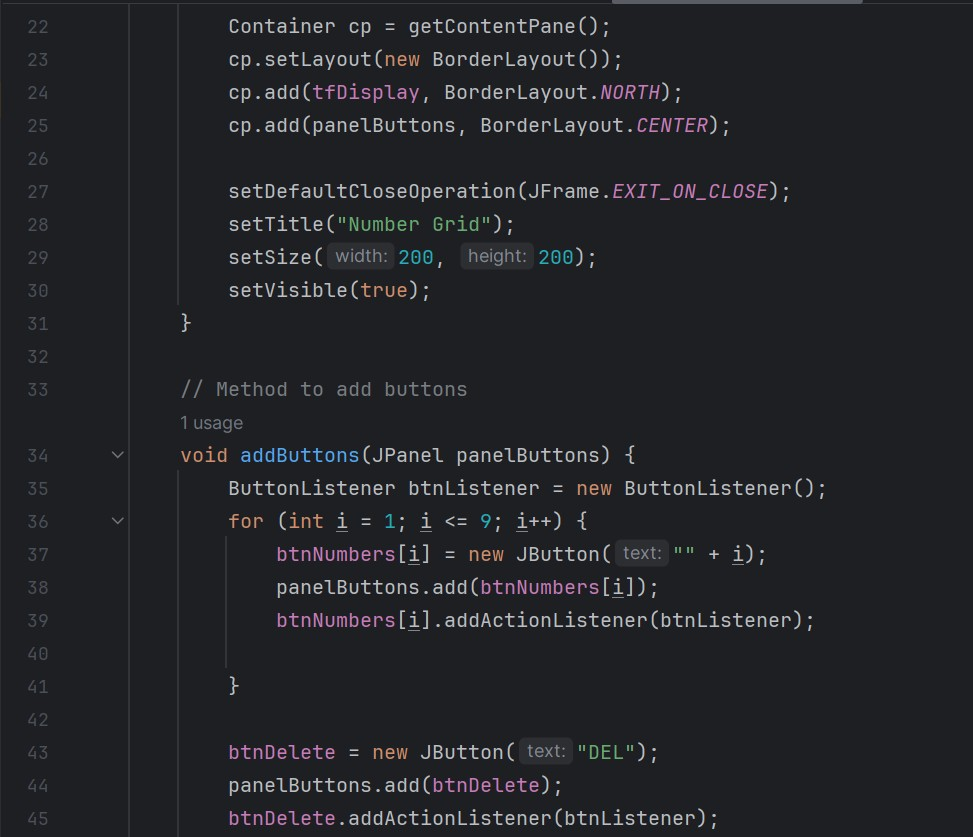 22 Container cp = getContentPane();
23 cp.setLayout(new BorderLayout());
24 cp.add(tfDisplay, BorderLayout.NORTH);
25 cp.add(panelButtons, BorderLayout.CENTER);
26
27 setDefaultCloseOperation(JFrame.EXIT_ON_CLOSE);
28 setTitle("Number Grid");
29 setSize( width: 200, height: 200);
30 setVisible(true);
31 }
32
33 // Method to add buttons
1 usage
34 void addButtons(JPanel panelButtons) {
35 ButtonListener btnListener = new ButtonListener();
36 for (int i = 1; i <= 9; i++) {
37 btnNumbers[i] = new JButton( text: "" + i);
38 panelButtons.add(btnNumbers[i]);
39 btnNumbers[i].addActionListener(btnListener);
40
41 }
42
43 btnDelete = new JButton( text: "DEL");
44 panelButtons.add(btnDelete);
45 btnDelete.addActionListener(btnListener);